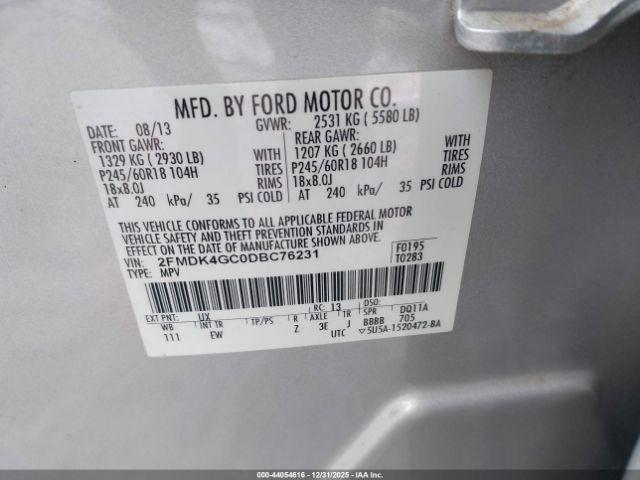 MFD. BY FORD MOTOR CO.
DATE: 08/13 GVWR: 2531 KG ( 5580 LB)
FRONT GAWR: REAR GAWR:
1329 KG ( 2930 LB) WITH 1207 KG ( 2660 LB) WITH
P245/60R18 104H TIRES P245/60R18 104H TIRES
18x8.0J RIMS 18x8.0J RIMS
AT 240 kPa/ 35 PSI COLD AT 240 kPa/ 35 PSI COLD
THIS VEHICLE CONFORMS TO ALL APPLICABLE FEDERAL MOTOR
VEHICLE SAFETY AND THEFT PREVENTION STANDARDS IN
EFFECT ON THE DATE OF MANUFACTURE SHOWN ABOVE.
VIN: 2FMDK4GC0DBC76231 F0195
TYPE: MPV T0283
EXT PNT: UX RC: 13 DSO:
WB INT TR TP/PS R AXLE TR SPR DQ11A
111 EW Z 3E J BBBB 705
UTC ▽5U5A-1520472-BA
000-44054616 - 12/31/2025 - IAA Inc.